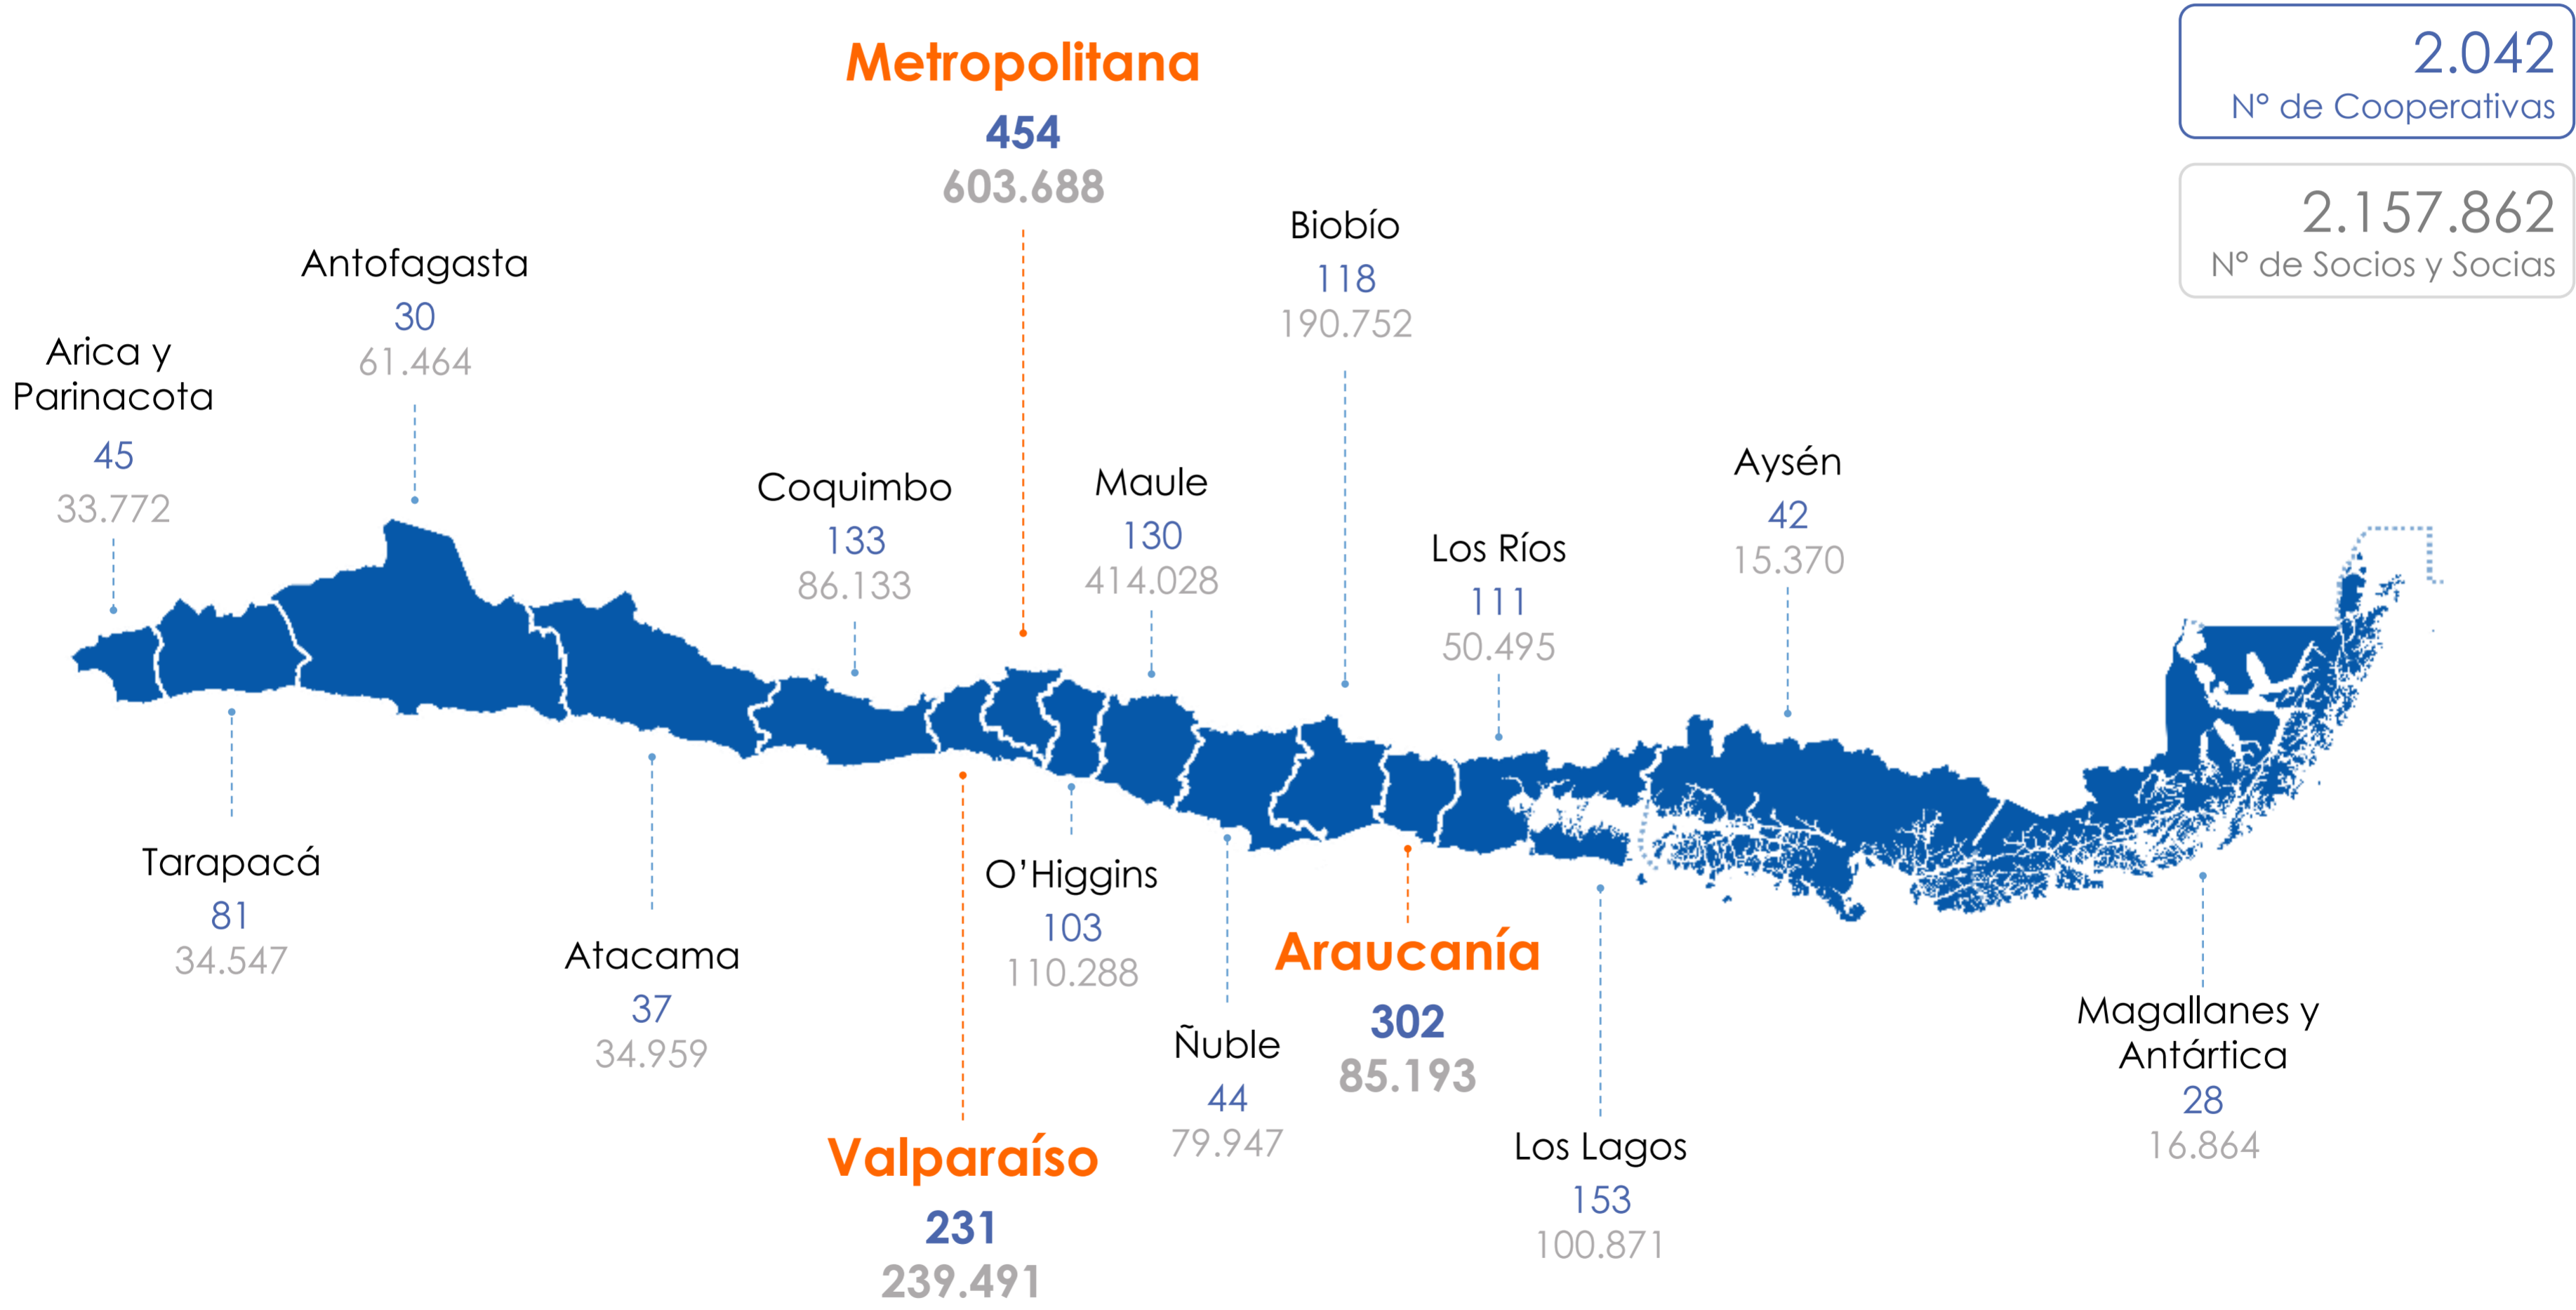 2.042
N° de Cooperativas
2.157.862
N° de Socios y Socias
Arica y
Parinacota
45
33.772
Tarapacá
81
34.547
Antofagasta
30
61.464
Atacama
37
34.959
Coquimbo
133
86.133
Valparaíso
231
239.491
Metropolitana
454
603.688
O’Higgins
103
110.288
Maule
130
414.028
Ñuble
44
79.947
Biobío
118
190.752
Araucanía
302
85.193
Los Ríos
111
50.495
Los Lagos
153
100.871
Aysén
42
15.370
Magallanes y
Antártica
28
16.864